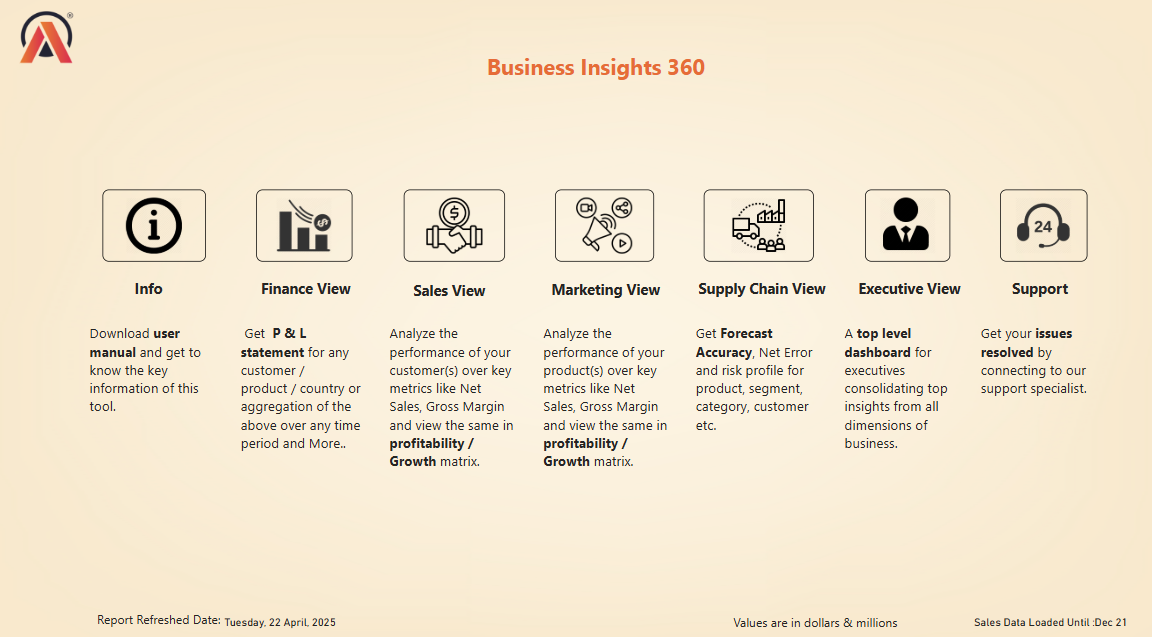 ®
Business Insights 360
24
Info
Download user
manual and get to
know the key
information of this
tool.
Finance View
Get P & L
statement for any
customer /
product / country or
aggregation of the
above over any time
period and More..
Sales View
Analyze the
performance of your
customer(s) over key
metrics like Net
Sales, Gross Margin
and view the same in
profitability /
Growth matrix.
Marketing View
Analyze the
performance of your
product(s) over key
metrics like Net
Sales, Gross Margin
and view the same in
profitability /
Growth matrix.
Supply Chain View
Get Forecast
Accuracy, Net Error
and risk profile for
product, segment,
category, customer
etc.
Executive View
A top level
dashboard for
executives
consolidating top
insights from all
dimensions of
business.
Support
Get your issues
resolved by
connecting to our
support specialist.
Report Refreshed Date: Tuesday, 22 April, 2025
Values are in dollars & millions
Sales Data Loaded Until :Dec 21